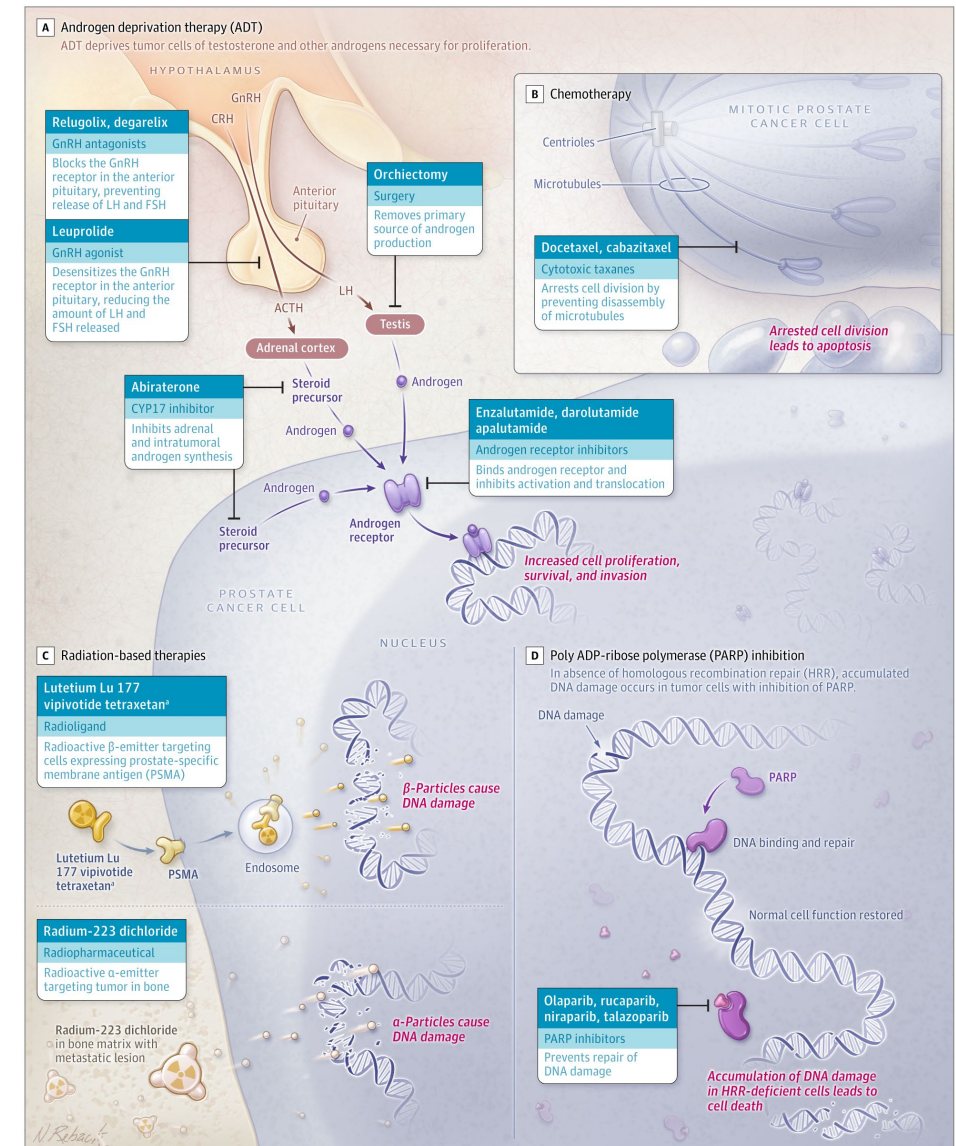 A Androgen deprivation therapy (ADT)
ADT deprives tumor cells of testosterone and other androgens necessary for proliferation.
HYPOTHALAMUS
GnRH
CRH
Relugolix, degarelix
GnRH antagonists
Blocks the GnRH
receptor in the anterior
pituitary, preventing
release of LH and FSH
Leuprolide
GnRH agonist
Desensitizes the GnRH
receptor in the anterior
pituitary, reducing the
amount of LH and
FSH released
Anterior
pituitary
Orchiectomy
Surgery
Removes primary
source of androgen
production
LH
ACTH
Testis
Adrenal cortex
Abiraterone
CYP17 inhibitor
Inhibits adrenal
and intratumoral
androgen synthesis
Steroid
precursor
Androgen
Androgen
Enzalutamide, darolutamide
apalutamide
Androgen receptor inhibitors
Binds androgen receptor and
inhibits activation and translocation
Androgen
Steroid
precursor
Androgen
receptor
Increased cell proliferation,
survival, and invasion
PROSTATE
CANCER CELL
NUCLEUS
B Chemotherapy
MITOTIC PROSTATE
CANCER CELL
Centrioles
Microtubules
Docetaxel, cabazitaxel
Cytotoxic taxanes
Arrests cell division by
preventing disassembly
of microtubules
Arrested cell division
leads to apoptosis
C Radiation-based therapies
Lutetium Lu 177
vipivotide tetraxetanª
Radioligand
Radioactive β-emitter targeting
cells expressing prostate-specific
membrane antigen (PSMA)
β-Particles cause
DNA damage
Lutetium Lu
177 vipivotide
tetraxetanª
PSMA
Endosome
Radium-223 dichloride
Radiopharmaceutical
Radioactive α-emitter
targeting tumor in bone
Radium-223 dichloride
in bone matrix with
metastatic lesion
α-Particles cause
DNA damage
D Poly ADP-ribose polymerase (PARP) inhibition
In absence of homologous recombination repair (HRR), accumulated
DNA damage occurs in tumor cells with inhibition of PARP.
DNA damage
PARP
DNA binding and repair
Normal cell function restored
Olaparib, rucaparib,
niraparib, talazoparib
PARP inhibitors
Prevents repair of
DNA damage
Accumulation of DNA damage
in HRR-deficient cells leads to
cell death